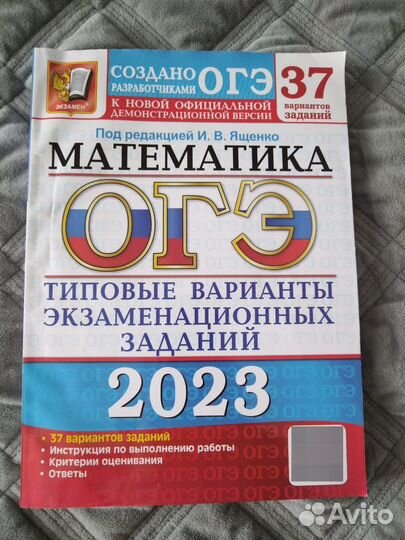 СОЗДАНО
РАЗРАБОТЧИКАМИ ОГЭ
К НОВОЙ ОФИЦИАЛЬНОЙ
ДЕМОНСТРАЦИОННОЙ ВЕРСИИ
37
вариантов
заданий
ЭКЗАМЕН
Под редакцией И. В. Ященко
МАТЕМАТИКА
ОГЭ
ТИПОВЫЕ ВАРИАНТЫ
ЭКЗАМЕНАЦИОННЫХ
ЗАДАНИЙ
2023
• 37 вариантов заданий
• Инструкция по выполнению работы
• Критерии оценивания
• Ответы
Avito